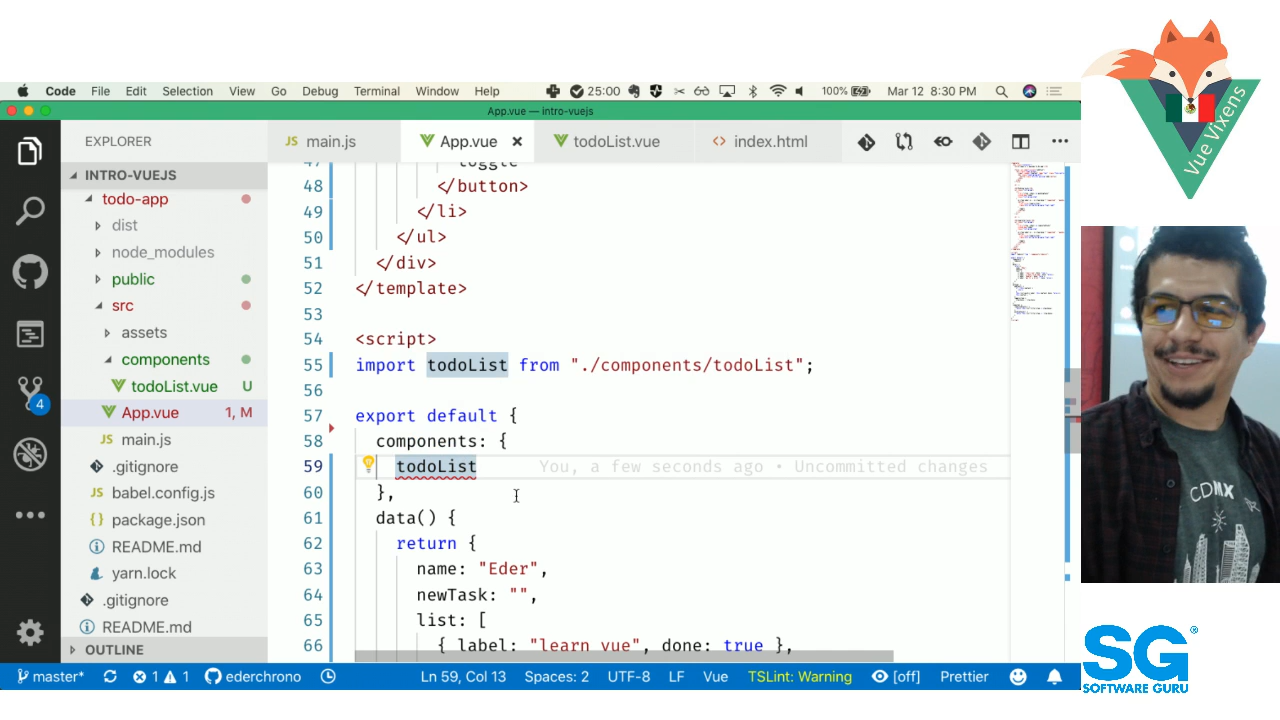 Code File Edit Selection View Go Debug Terminal Window Help 25:00 100% Mar 12 8:30 PM
App.vue — intro-vuejs
EXPLORER
main.js App.vue todoList.vue index.html
INTRO-VUEJS
todo-app
dist
node_modules
public
src
assets
components
todoList.vue U
App.vue 1, M
main.js
.gitignore
babel.config.js
package.json
README.md
yarn.lock
.gitignore
README.md
OUTLINE
4
47 toggle
48 </button>
49 </li>
50 </ul>
51 </div>
52 </template>
53
54 <script>
55 import todoList from "./components/todoList";
56
57 export default {
58 components: {
59 todoList You, a few seconds ago • Uncommitted changes
60 },
61 data() {
62 return {
63 name: "Eder",
64 newTask: "",
65 list: [
66 { label: "learn vue", done: true },
master* 1 1 ederchrono Ln 59, Col 13 Spaces: 2 UTF-8 LF Vue TSLint: Warning [off] Prettier
Vue Vixens
CDMX
SG®
SOFTWARE GURU